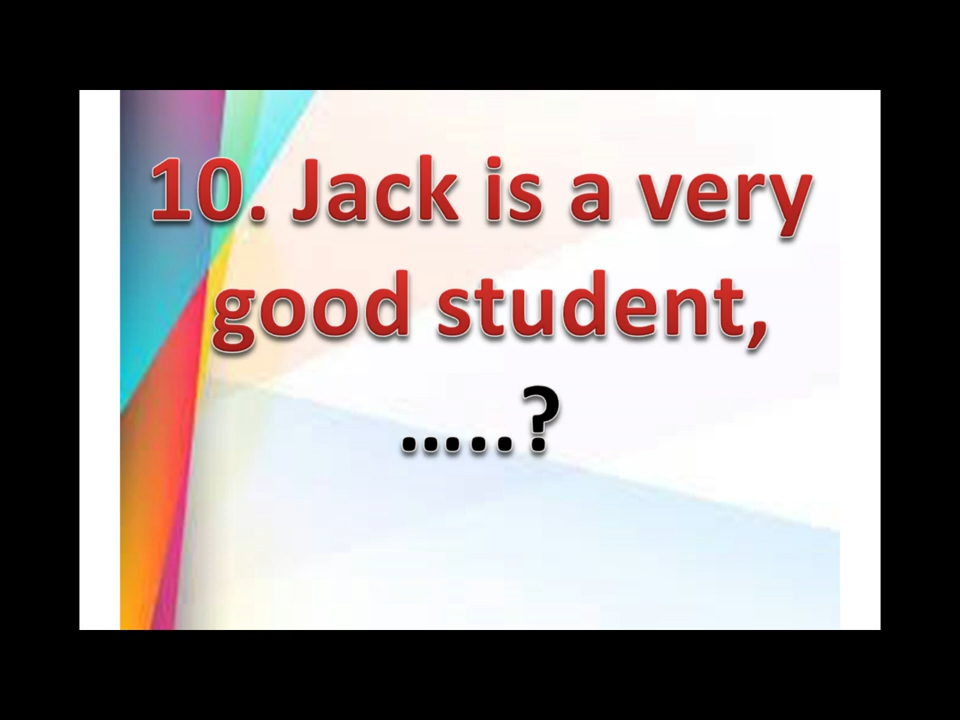 10. Jack is a very
good student,
.....?